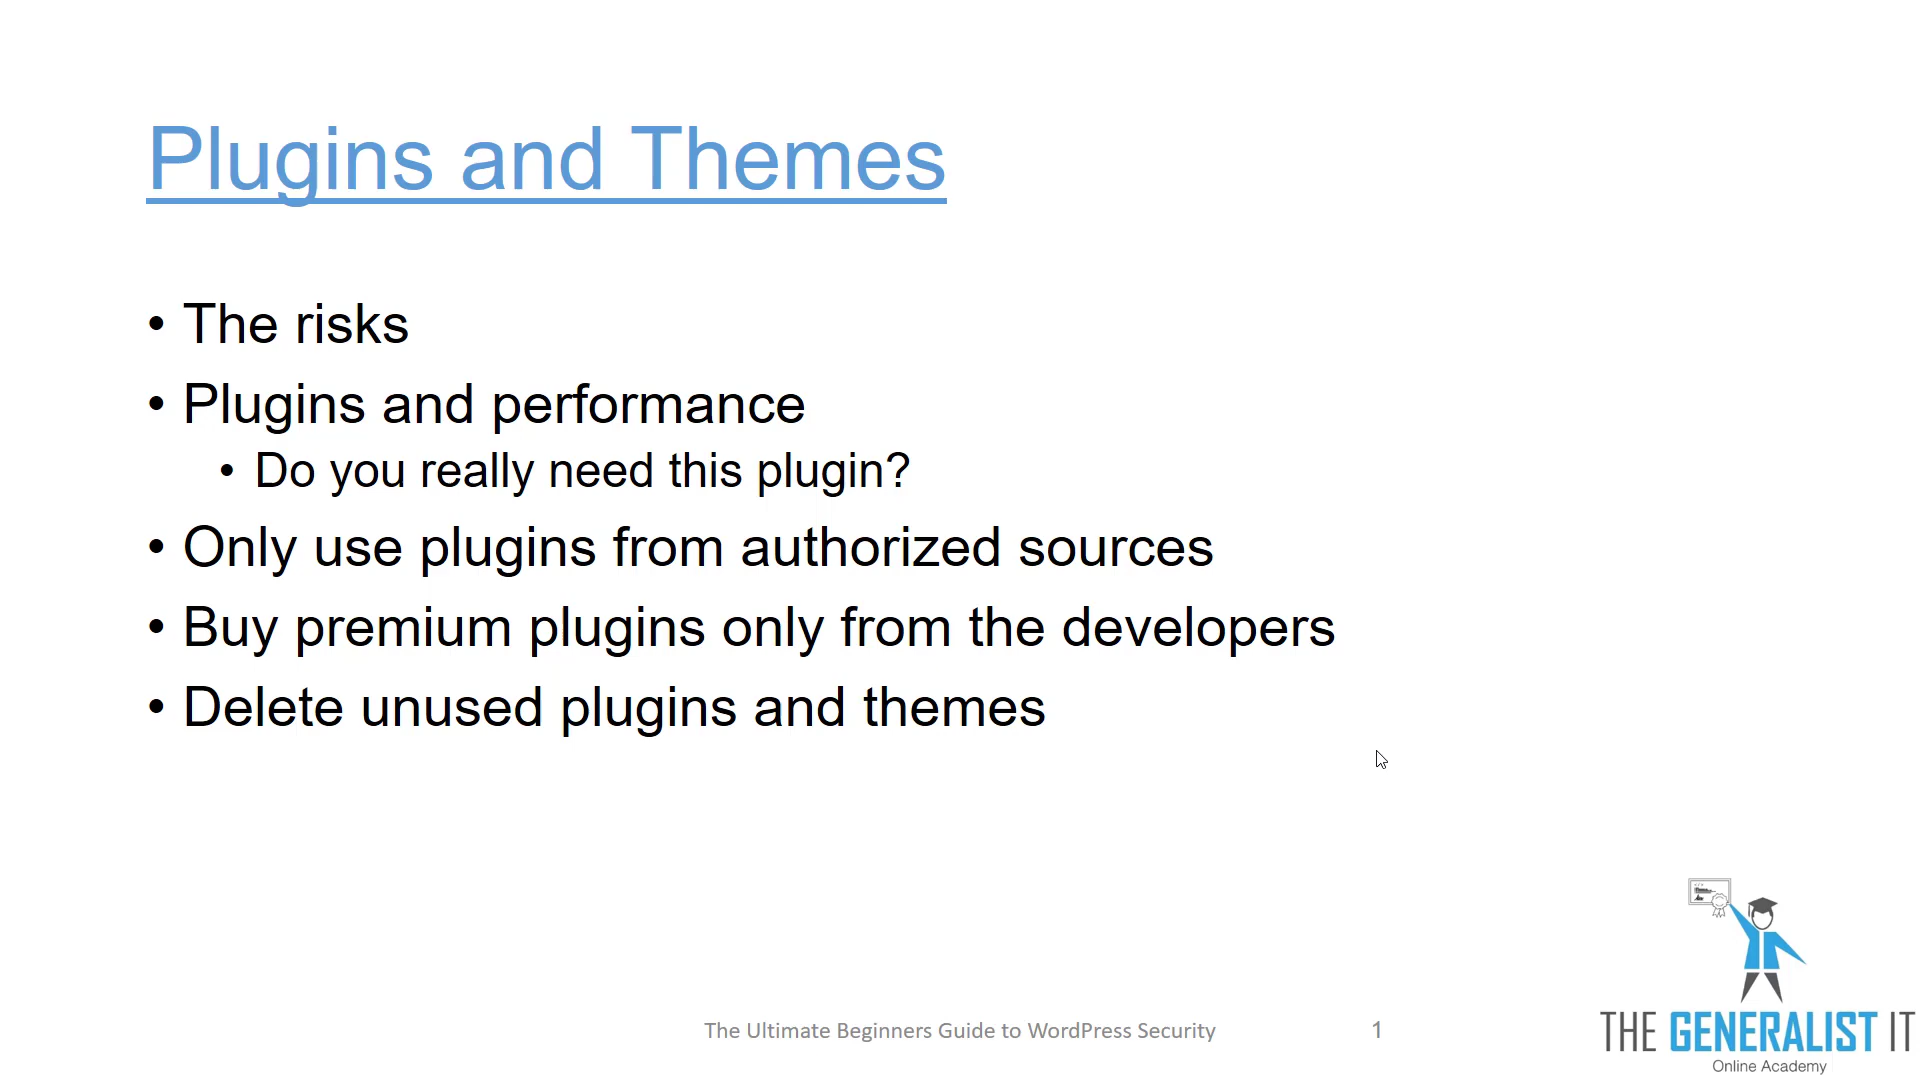 Plugins and Themes
• The risks
• Plugins and performance
• Do you really need this plugin?
• Only use plugins from authorized sources
• Buy premium plugins only from the developers
• Delete unused plugins and themes
The Ultimate Beginners Guide to WordPress Security
1
THE GENERALIST IT
Online Academy